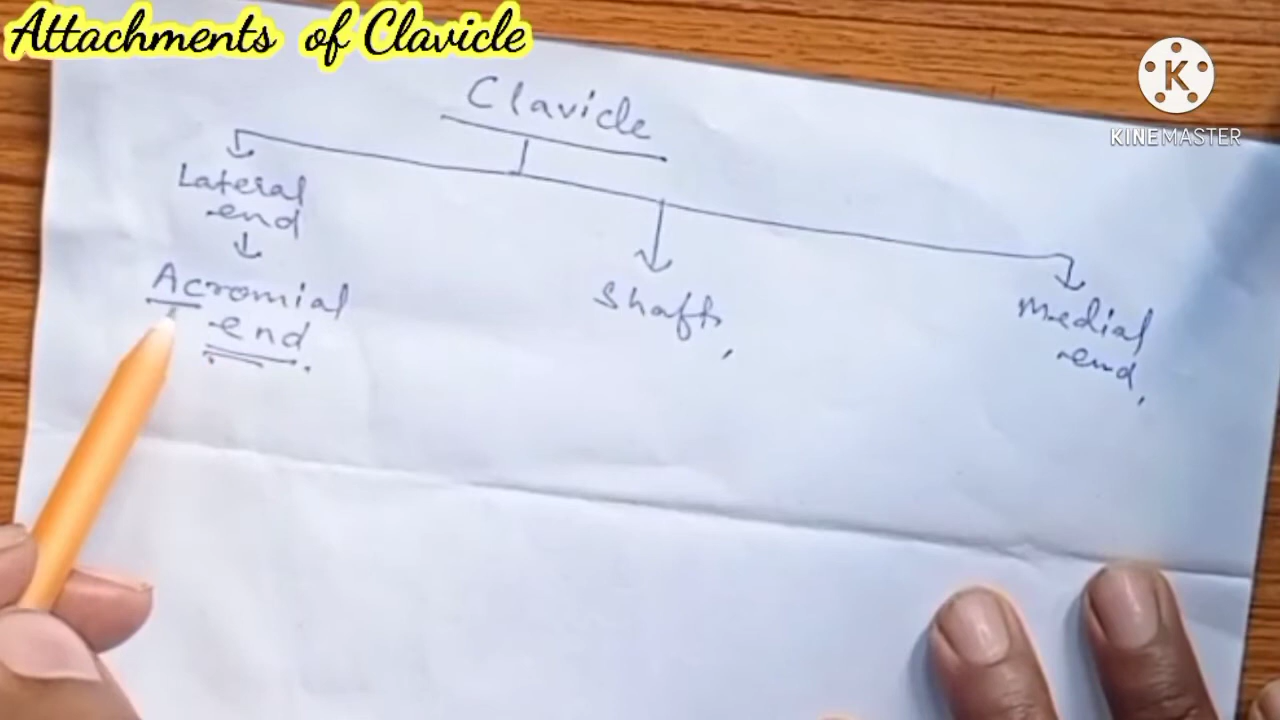 Attachments of Clavicle
K
KINEMASTER
Clavicle
Lateral
end
Acromial
end
Shaft
Medial
end